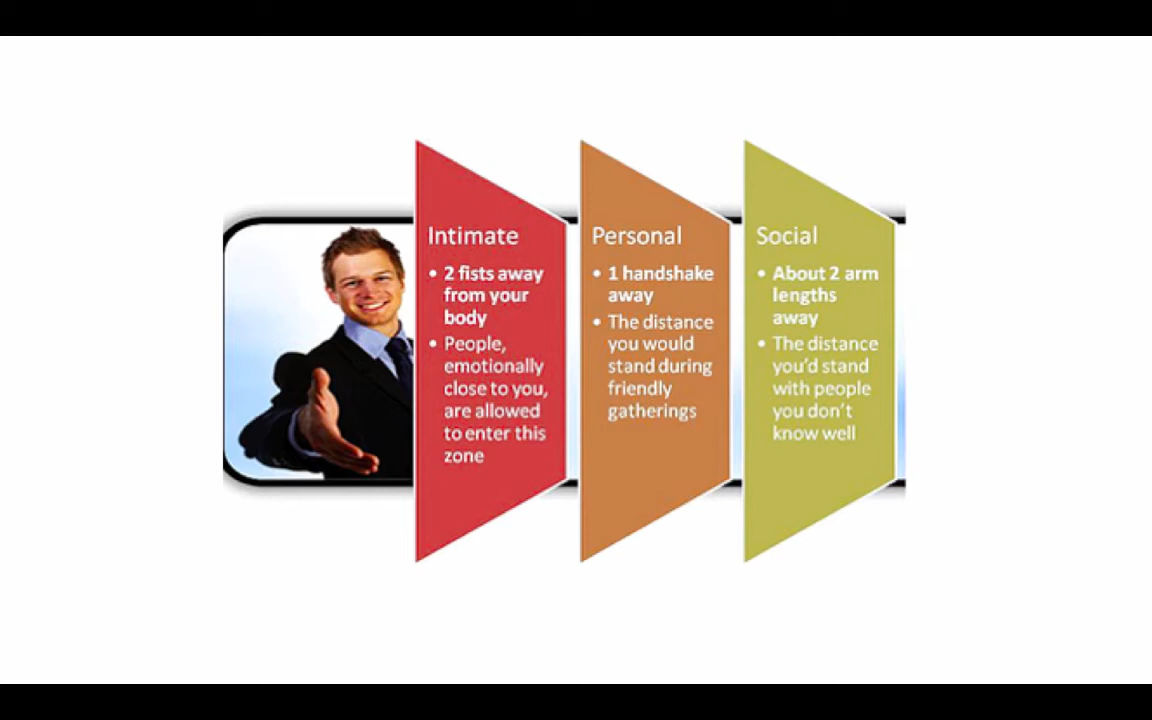 Intimate
• 2 fists away
from your
body
• People,
emotionally
close to you,
are allowed
to enter this
zone
Personal
• 1 handshake
away
• The distance
you would
stand during
friendly
gatherings
Social
• About 2 arm
lengths
away
• The distance
you'd stand
with people
you don't
know well